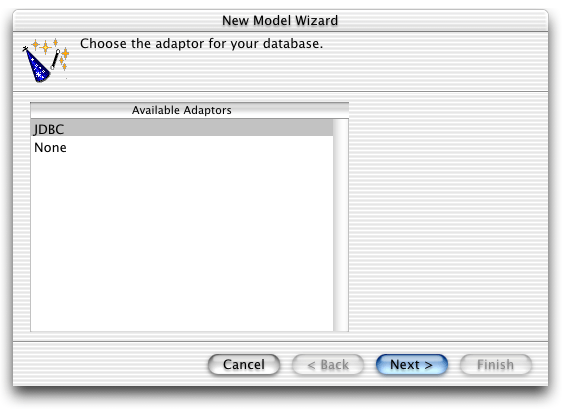 New Model Wizard
Choose the adaptor for your database.
Available Adaptors
JDBC
None
Cancel
< Back
Next >
Finish